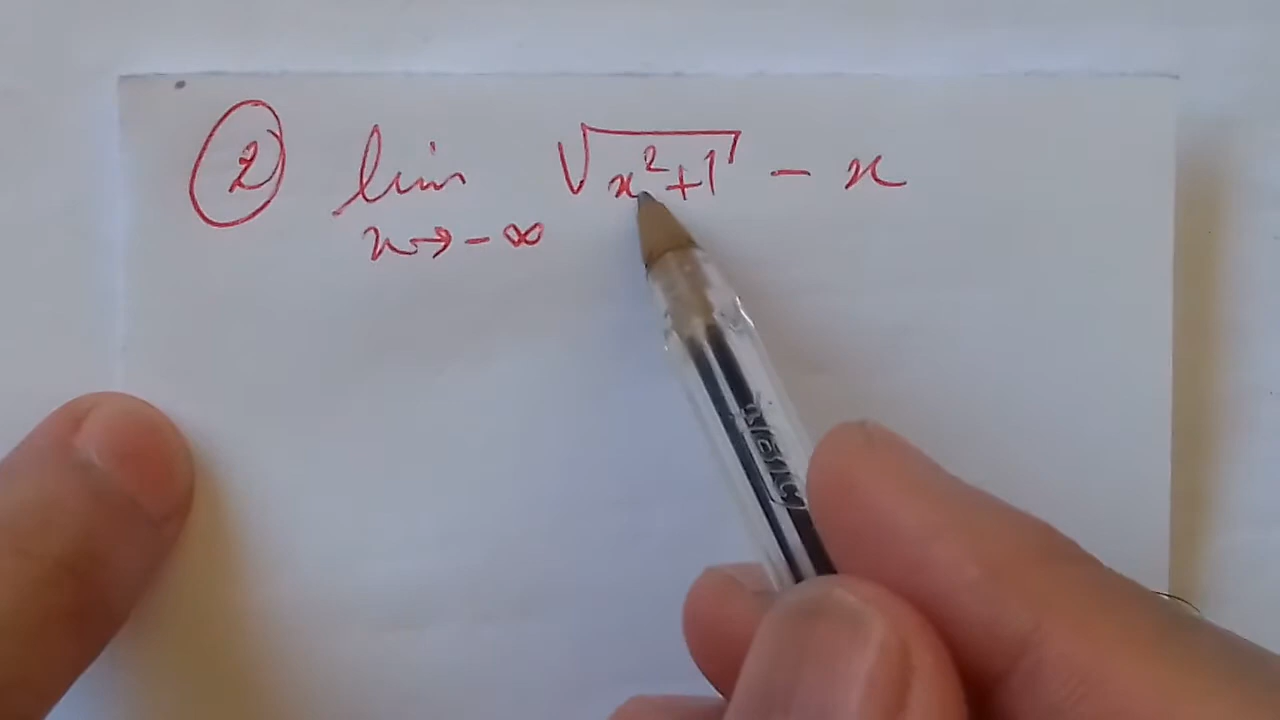 ② lim √(x²+1) - x
x→-∞
BIC